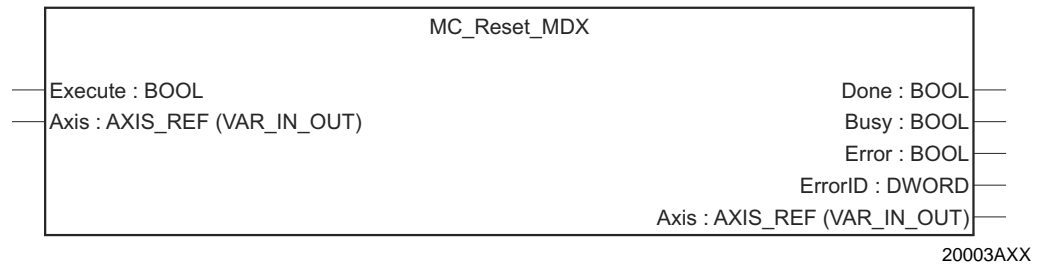 MC_Reset_MDX
Execute : BOOL
Done : BOOL
Axis : AXIS_REF (VAR_IN_OUT)
Busy : BOOL
Error : BOOL
ErrorID : DWORD
Axis : AXIS_REF (VAR_IN_OUT)
20003AXX